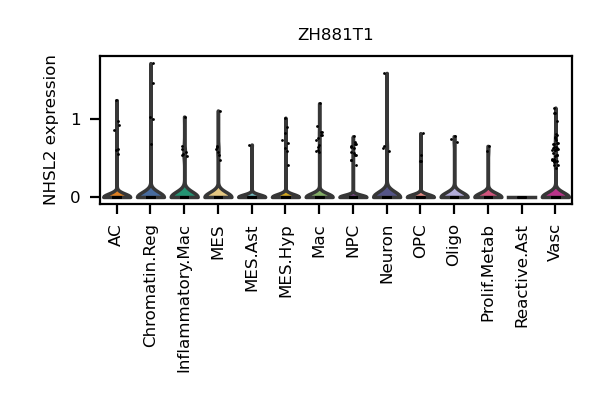 ZH881T1
NHSL2 expression
1
0
AC
Chromatin.Reg
Inflammatory.Mac
MES
MES.Ast
MES.Hyp
Mac
NPC
Neuron
OPC
Oligo
Prolif.Metab
Reactive.Ast
Vasc